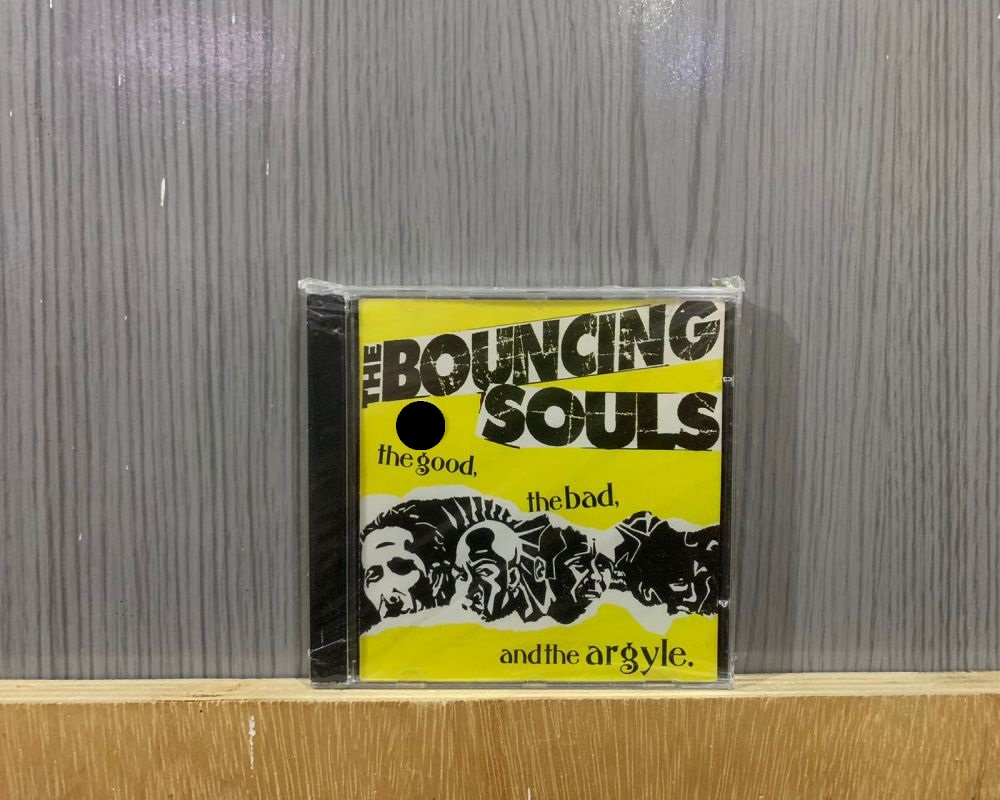 THE
BOUNCING
SOULS
the good,
the bad,
and the argyle.